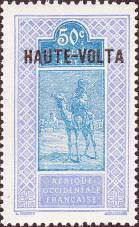 50c
HAUTE-VOLTA
AFRIQUE
OCCIDENTALE
FRANÇAISE